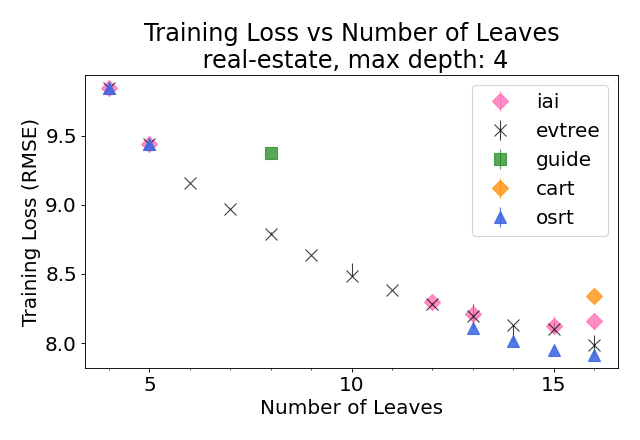 Training Loss vs Number of Leaves
real-estate, max depth: 4
Training Loss (RMSE)
9.5
9.0
8.5
8.0
iai
evtree
guide
cart
osrt
5
10
15
Number of Leaves